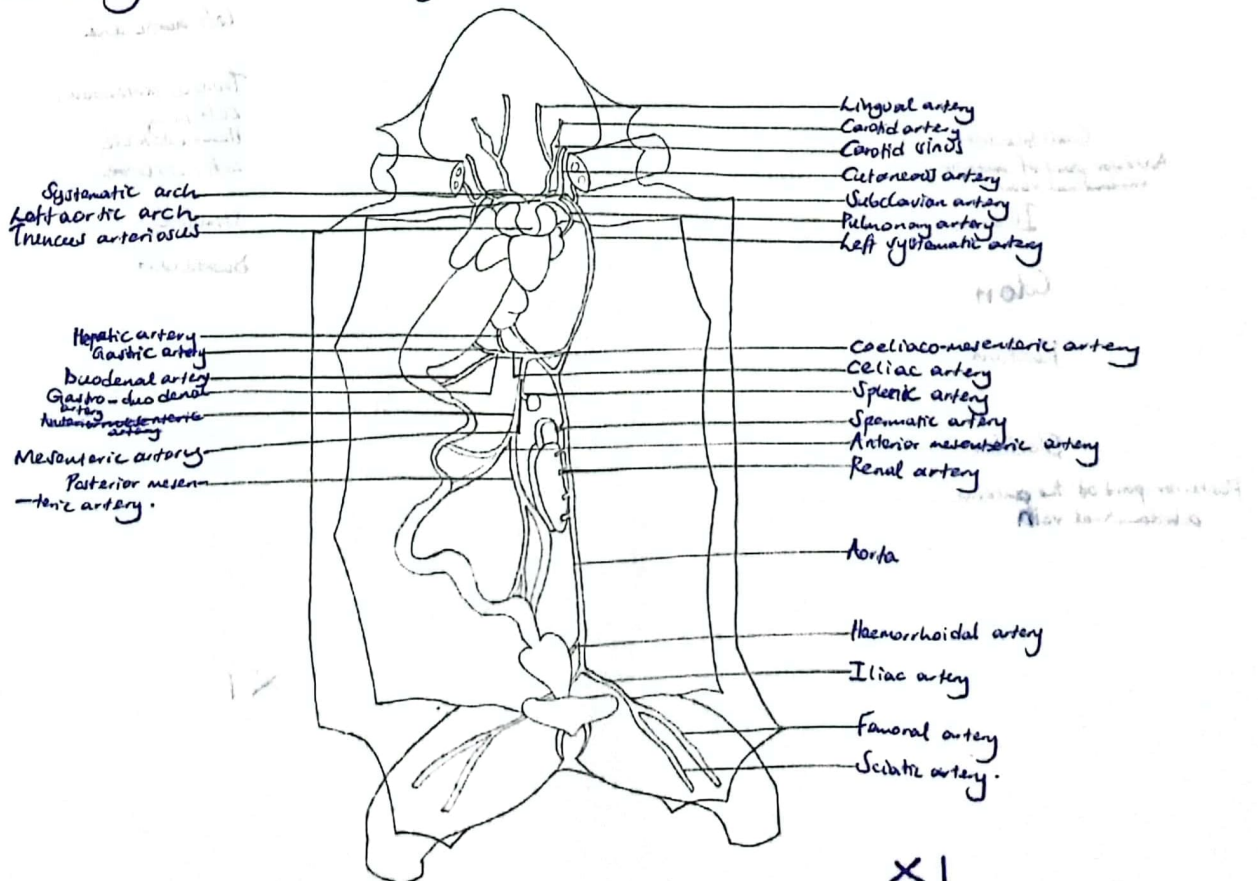 Systematic arch
Left aortic arch
Truncus arteriosus
Hepatic artery
Gastric artery
Duodenal artery
Gastro-duodenal
artery
Mesenteric artery
Posterior mesen-
-teric artery.
Lingual artery
Carotid artery
Carotid sinus
Cutaneous artery
Subclavian artery
Pulmonary artery
Left systematic artery
Coeliaco-mesenteric artery
Celiac artery
Splenic artery
Spermatic artery
Anterior mesenteric artery
Renal artery
Aorta
Haemorrhoidal artery
Iliac artery
Femoral artery
Sciatic artery.
×1